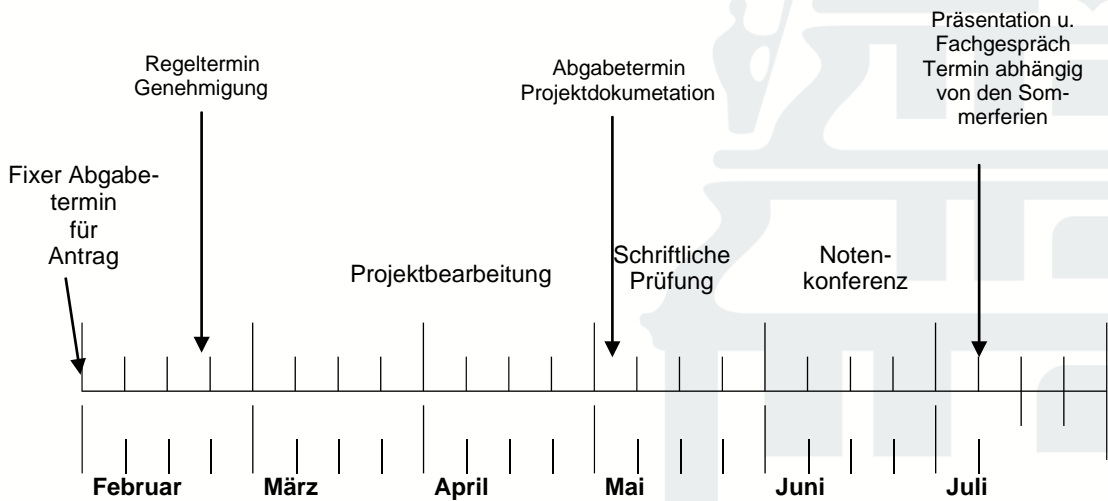 Fixer Abgabe-
termin
für
Antrag
Regeltermin
Genehmigung
Projektbearbeitung
Abgabetermin
Projektdokumetation
Schriftliche
Prüfung
Noten-
konferenz
Präsentation u.
Fachgespräch
Termin abhängig
von den Som-
merferien
Februar
März
April
Mai
Juni
Juli